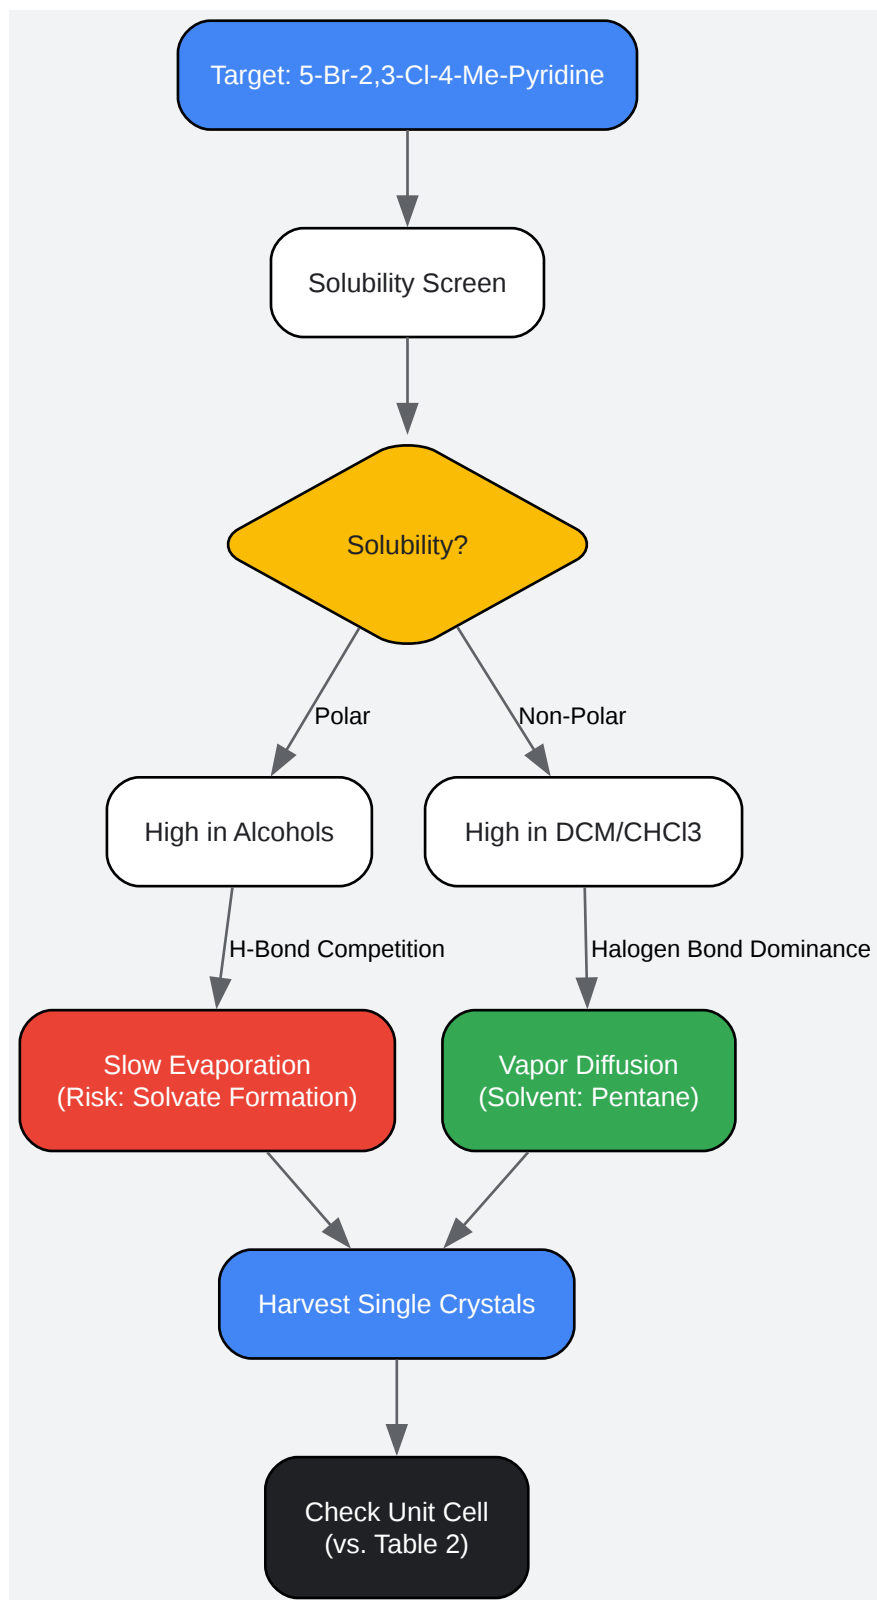 Target: 5-Br-2,3-Cl-4-Me-Pyridine
Solubility Screen
Solubility?
Polar
Non-Polar
High in Alcohols
High in DCM/CHCl3
H-Bond Competition
Halogen Bond Dominance
Slow Evaporation
(Risk: Solvate Formation)
Vapor Diffusion
(Solvent: Pentane)
Harvest Single Crystals
Check Unit Cell
(vs. Table 2)